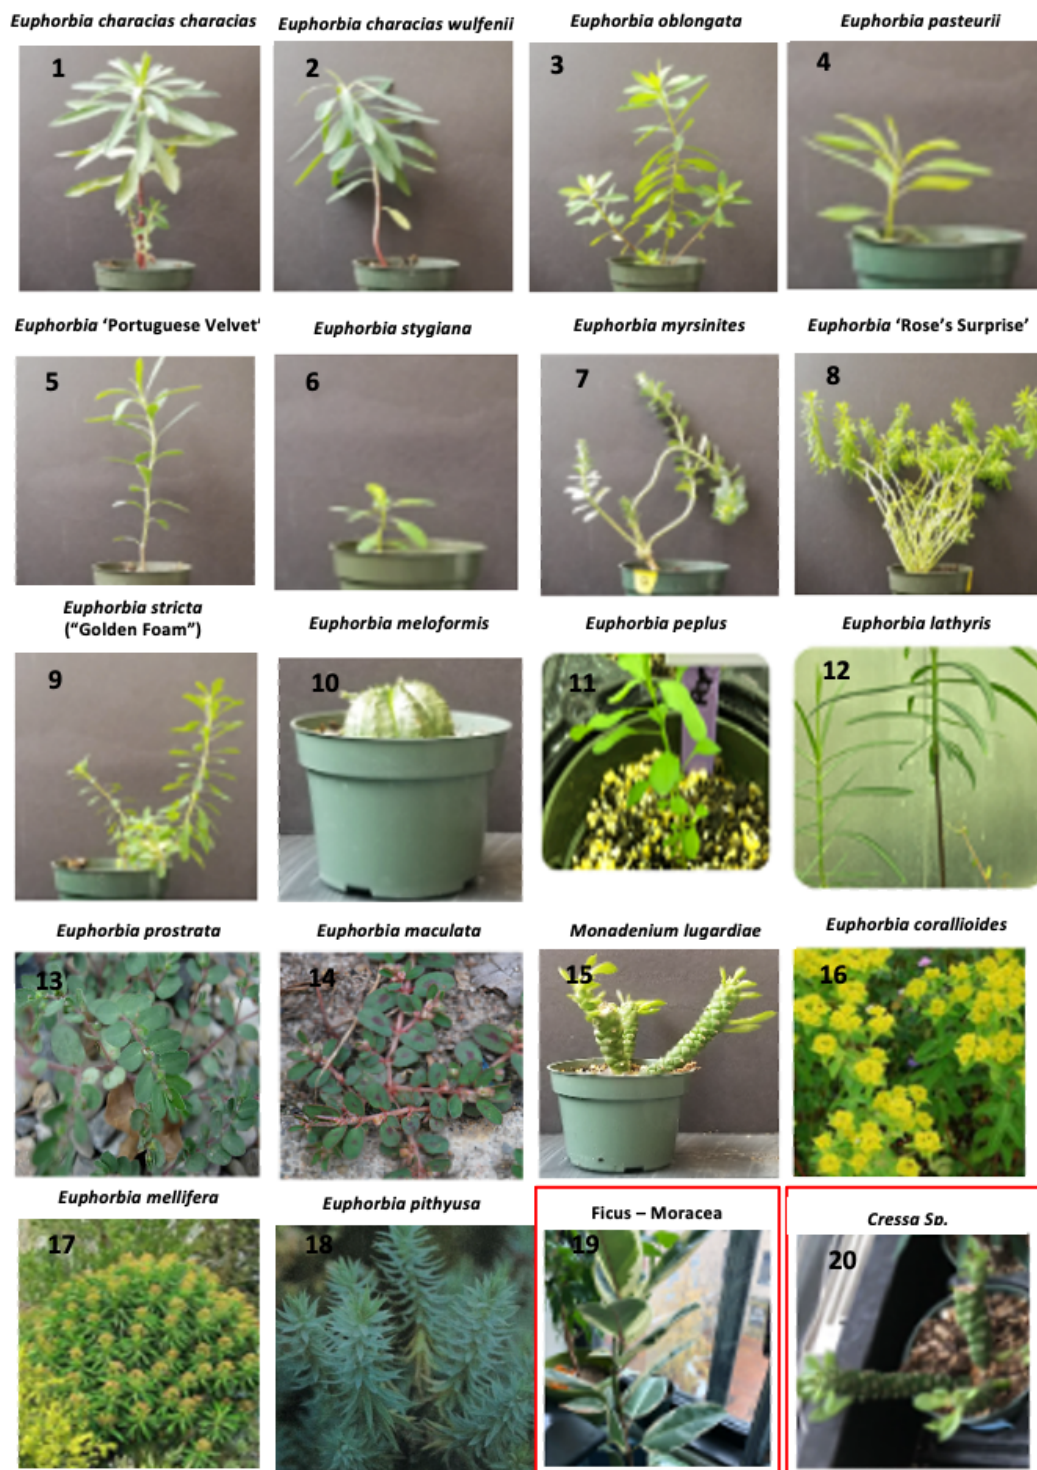 Euphorbia characias characias
Euphorbia characias wulfenii
Euphorbia oblongata
Euphorbia pasteurii
1
2
3
4
Euphorbia ‘Portuguese Velvet’
Euphorbia stygiana
Euphorbia myrsinites
Euphorbia ‘Rose’s Surprise’
5
6
7
8
Euphorbia stricta
(“Golden Foam”)
Euphorbia meloformis
Euphorbia peplus
Euphorbia lathyris
9
10
11
12
Euphorbia prostrata
Euphorbia maculata
Monadenium lugardiae
Euphorbia corallioides
13
14
15
16
Euphorbia mellifera
Euphorbia pithyusa
Ficus – Moracea
Cressa Sp.
17
18
19
20